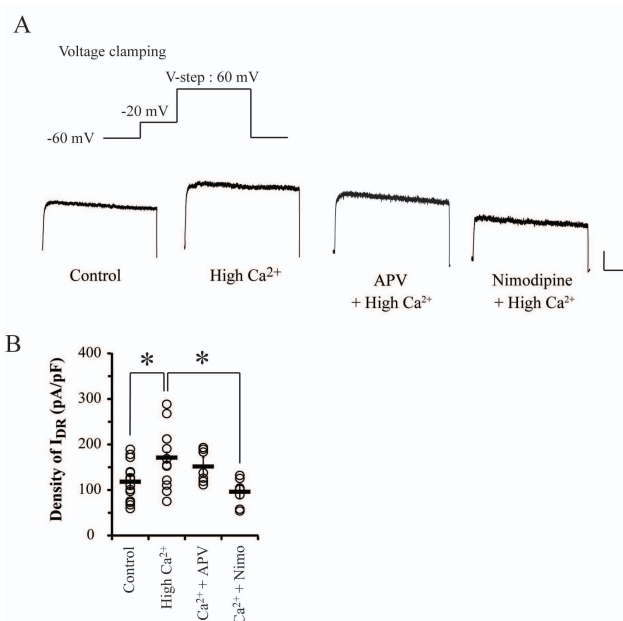 A
Voltage clamping
V-step : 60 mV
-20 mV
-60 mV
Control
High Ca²⁺
APV
+ High Ca²⁺
Nimodipine
+ High Ca²⁺
B
Density of I_DR (pA/pF)
400
300
200
100
0
* *
Control
High Ca²⁺
Ca²⁺ + APV
Ca²⁺ + Nimo